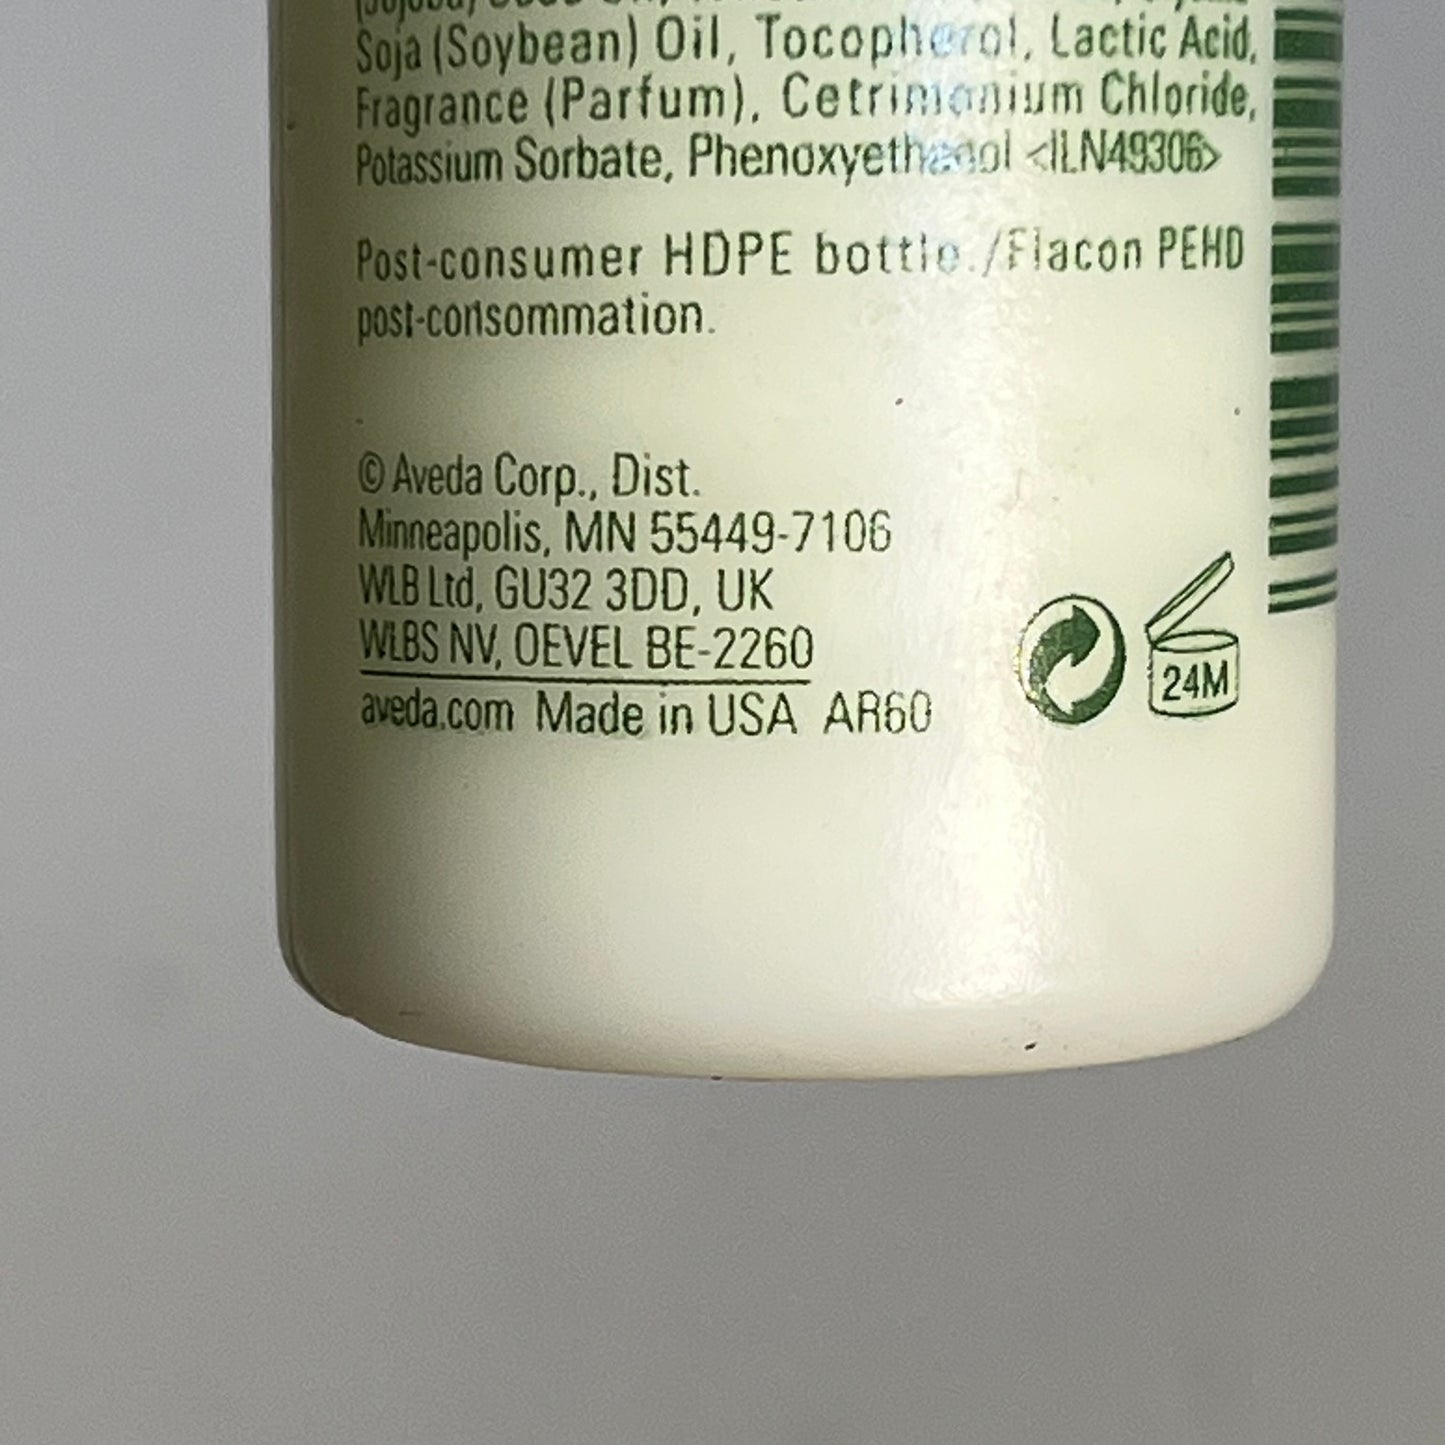 Soja (Soybean) Oil, Tocopherol, Lactic Acid,
Fragrance (Parfum), Cetrimonium Chloride,
Potassium Sorbate, Phenoxyethanol <ILN49306>
Post-consumer HDPE bottle./Flacon PEHD
post-consommation.
© Aveda Corp., Dist.
Minneapolis, MN 55449-7106
WLB Ltd, GU32 3DD, UK
WLBS NV, OEVEL BE-2260
aveda.com Made in USA AR60
24M